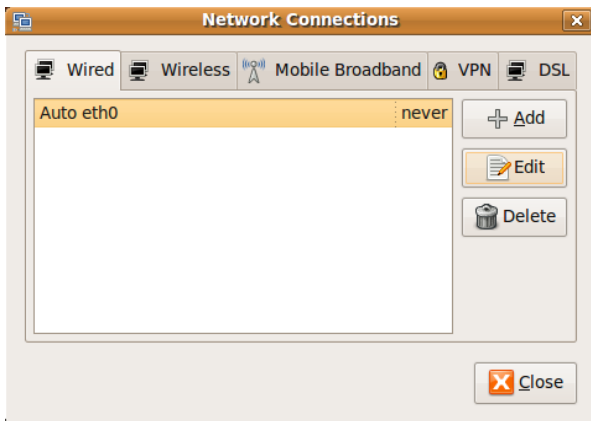 Network Connections
Wired Wireless Mobile Broadband VPN DSL
Auto eth0 never
Add
Edit
Delete
Close